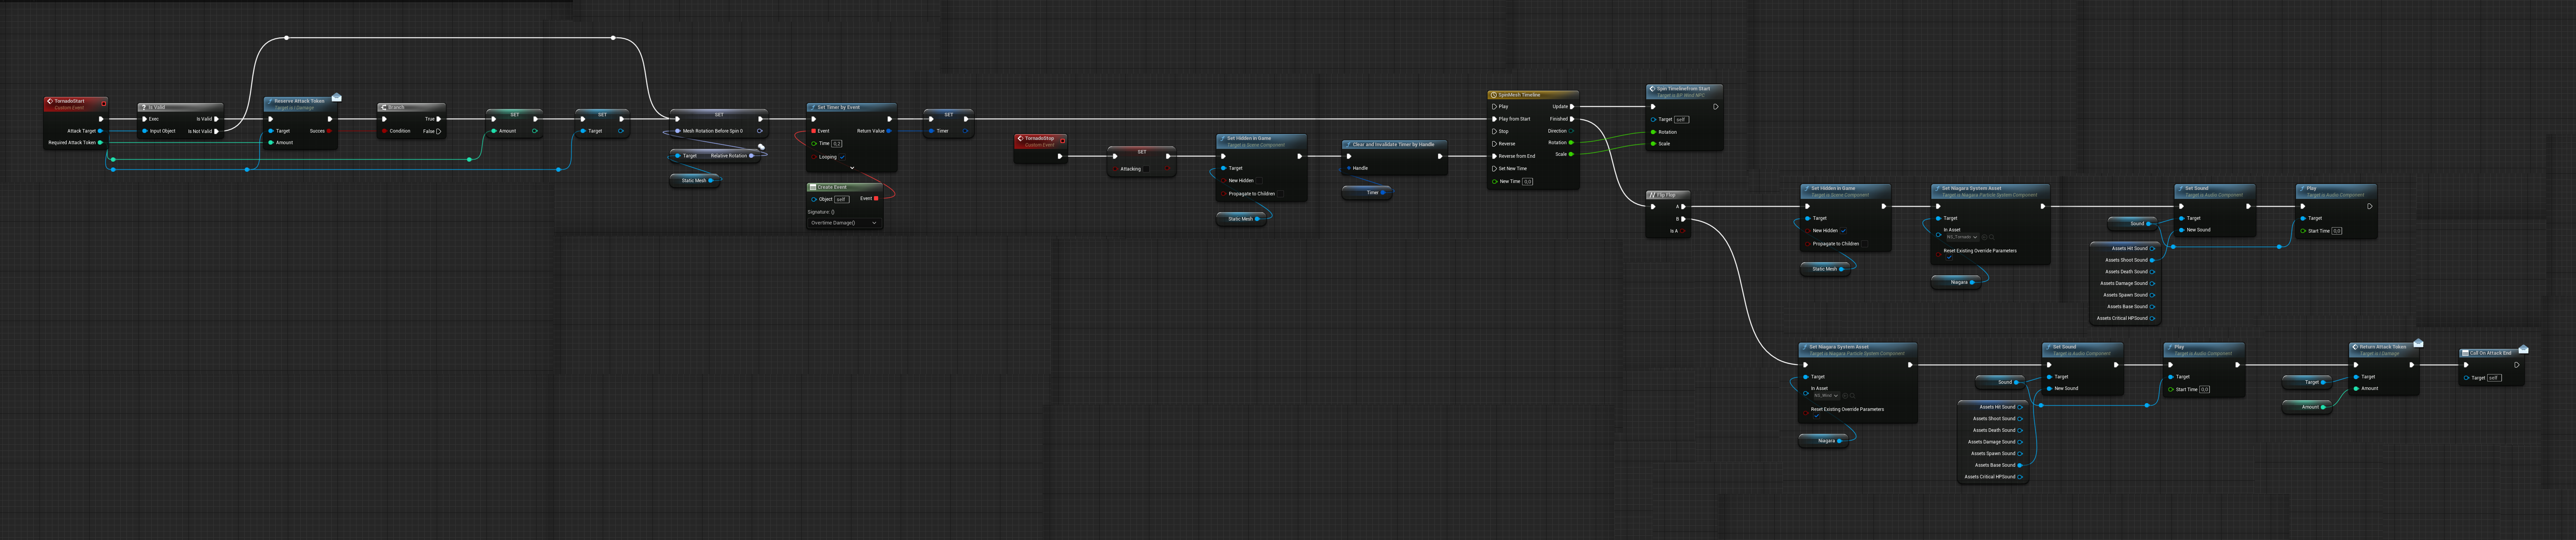 TornadoStart
Custom Event
Attack Target
Required Attack Token
Is Valid
Exec
Is Valid
Input Object
Is Not Valid
Reserve Attack Token
Target is I Damage
Target
Succes
Amount
Branch
True
Condition
False
SET
Amount
SET
Target
SET
Mesh Rotation Before Spin 0
Target
Relative Rotation
Static Mesh
Set Timer by Event
Event
Return Value
Time
0,2
Looping
Create Event
Object
self
Event
Signature: ()
Overtime Damage()
SET
Timer
TornadoStop
Custom Event
SET
Attacking
Set Hidden in Game
Target is Scene Component
Target
New Hidden
Propagate to Children
Static Mesh
Clear and Invalidate Timer by Handle
Handle
Timer
SpinMesh Timeline
Play
Update
Play from Start
Finished
Stop
Direction
Reverse
Rotation
Reverse from End
Scale
Set New Time
New Time
0,0
Spin TimelineFrom Start
Target is BP Wind NPC
Target
self
Rotation
Scale
Flip Flop
A
B
Is A
Set Hidden in Game
Target is Scene Component
Target
New Hidden
Propagate to Children
Static Mesh
Set Niagara System Asset
Target is Niagara Particle System Component
Target
In Asset
NS_Tornado
Reset Existing Override Parameters
Niagara
Sound
Assets Hit Sound
Assets Shoot Sound
Assets Death Sound
Assets Damage Sound
Assets Spawn Sound
Assets Base Sound
Assets Critical HPSound
Set Sound
Target is Audio Component
Target
New Sound
Play
Target is Audio Component
Target
Start Time
0,0
Set Niagara System Asset
Target is Niagara Particle System Component
Target
In Asset
NS_Wind
Reset Existing Override Parameters
Niagara
Sound
Assets Hit Sound
Assets Shoot Sound
Assets Death Sound
Assets Damage Sound
Assets Spawn Sound
Assets Base Sound
Assets Critical HPSound
Set Sound
Target is Audio Component
Target
New Sound
Play
Target is Audio Component
Target
Start Time
0,0
Target
Amount
Return Attack Token
Target is I Damage
Target
Amount
Call On Attack End
Target
self